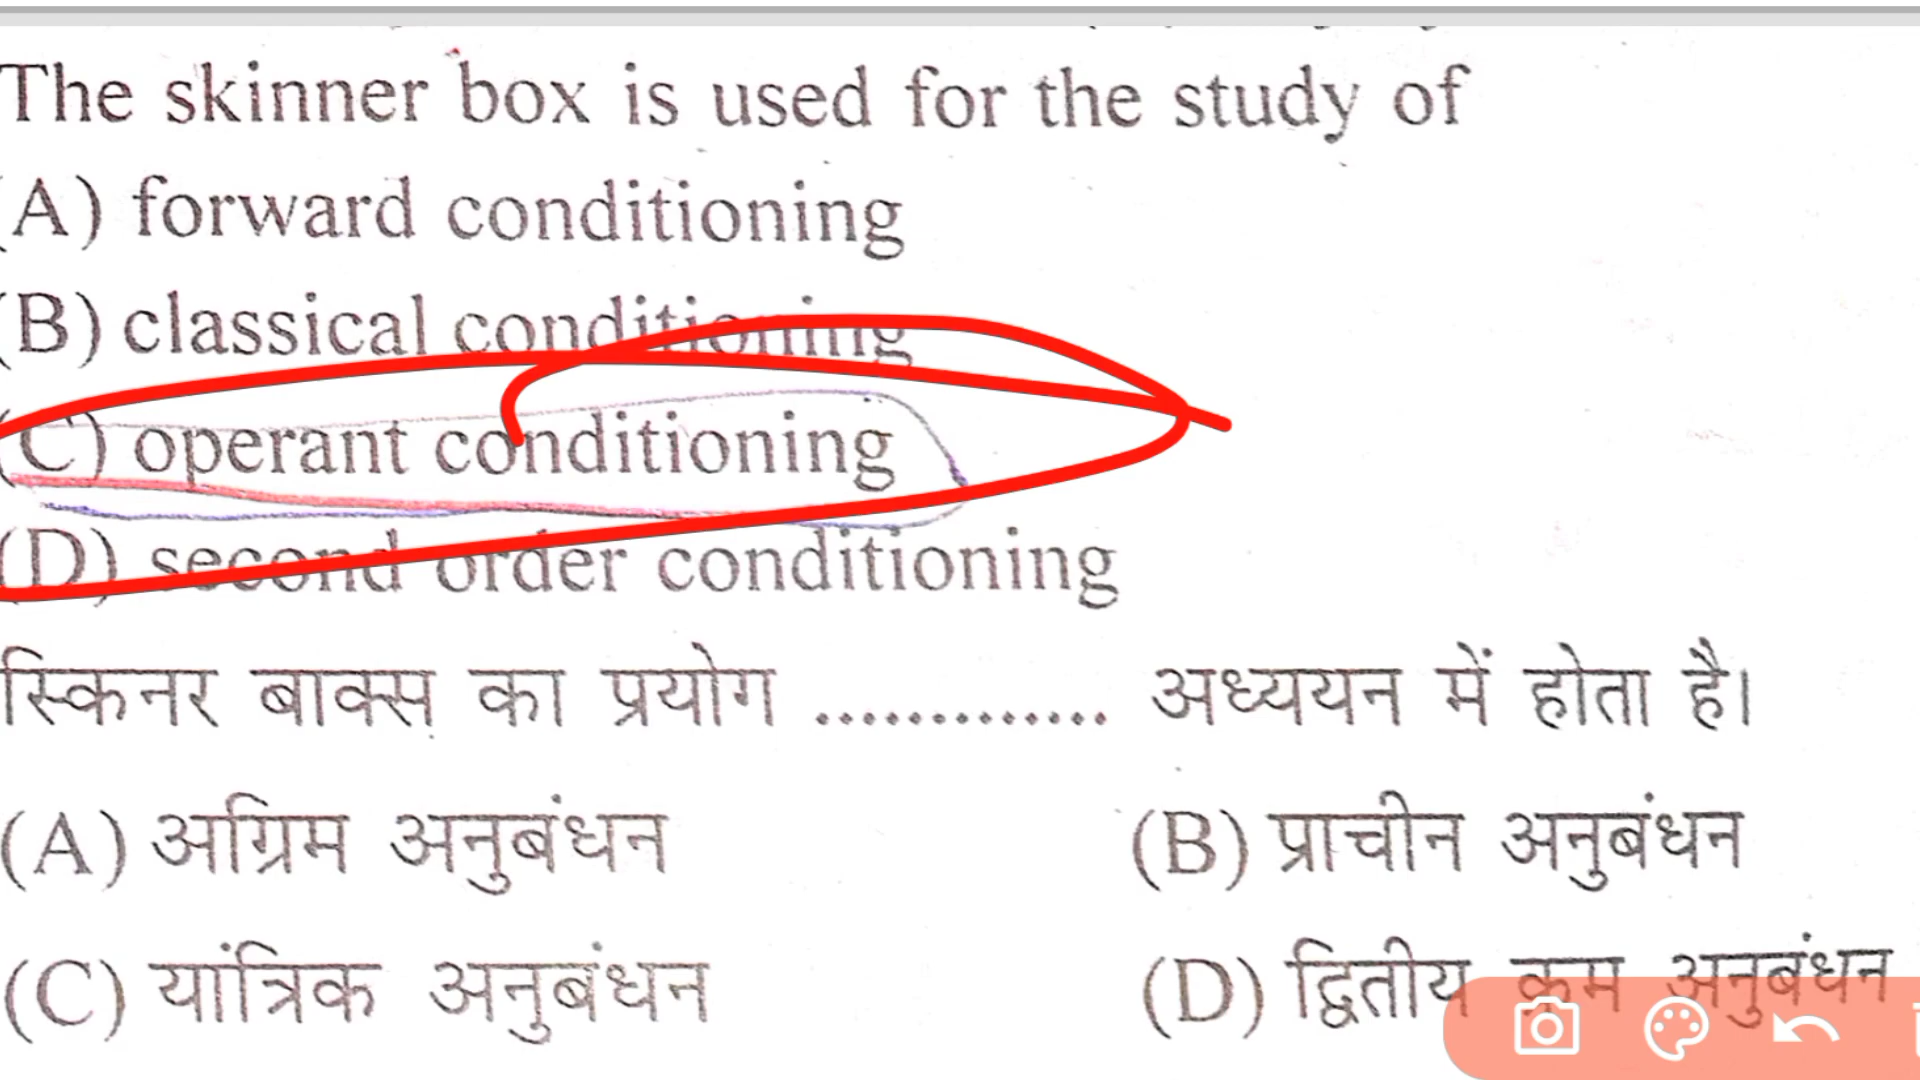 The skinner box is used for the study of
(A) forward conditioning
(B) classical conditioning
(C) operant conditioning
(D) second order conditioning
स्किनर बाक्स का प्रयोग ............. अध्ययन में होता है।
(A) अग्रिम अनुबंधन (B) प्राचीन अनुबंधन
(C) यांत्रिक अनुबंधन (D) द्वितीय क्रम अनुबंधन